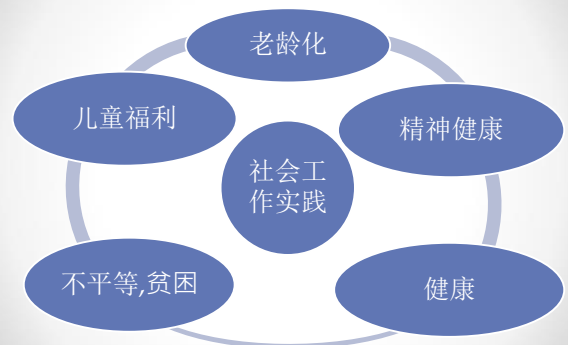 老龄化
儿童福利
精神健康
社会工
作实践
不平等,贫困
健康